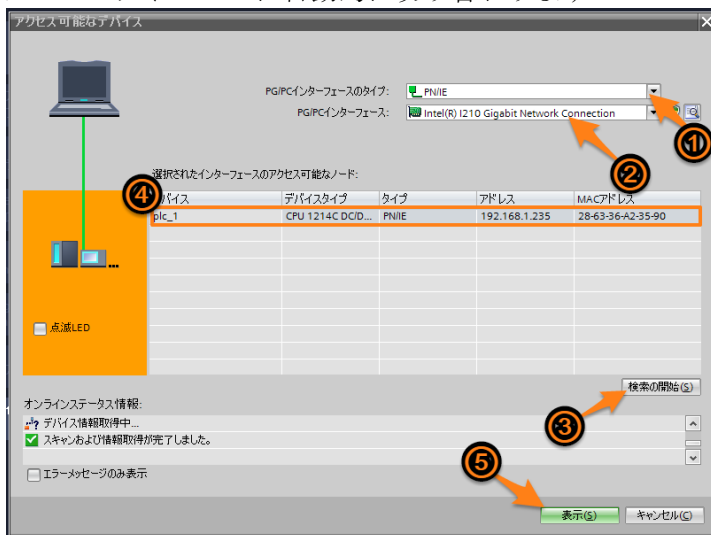 アクセス可能なデバイス
PG/PCインターフェースのタイプ: PN/IE
PG/PCインターフェース: Intel(R) I210 Gigabit Network Connection
①
②
選択されたインターフェースのアクセス可能なノード:
④
バイス デバイスタイプ タイプ アドレス MACアドレス
plc_1 CPU 1214C DC/D... PN/IE 192.168.1.235 28-63-36-A2-35-90
点滅LED
検索の開始(S)
オンラインステータス情報:
デバイス情報取得中...
③
スキャンおよび情報取得が完了しました。
⑤
エラーメッセージのみ表示
表示(S) キャンセル(C)